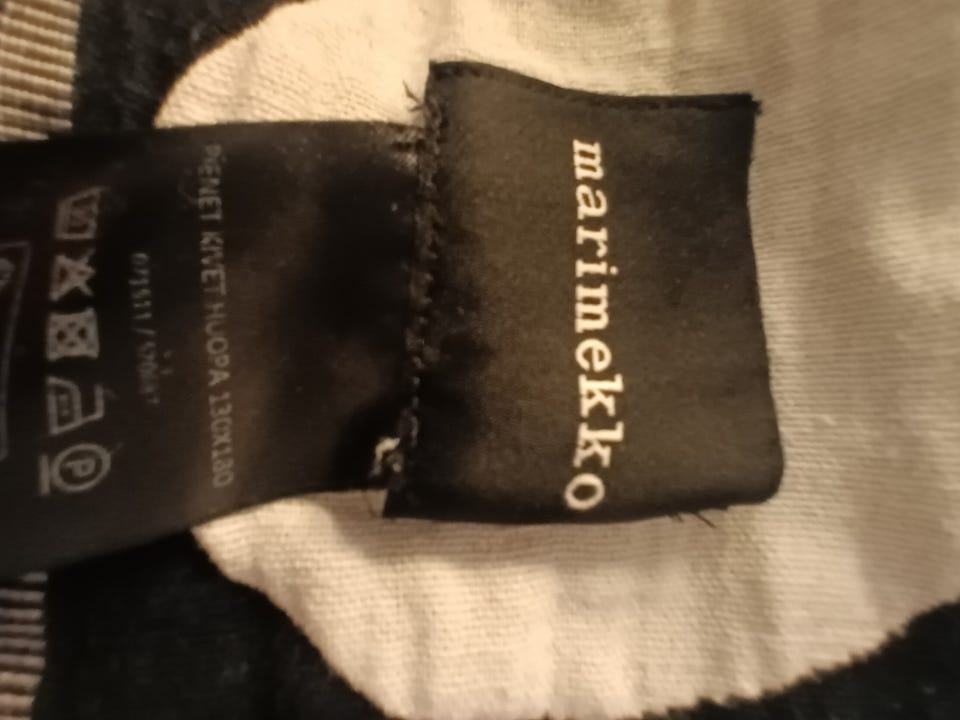 marimekko
PIENET KIVET HUOPA 130X180